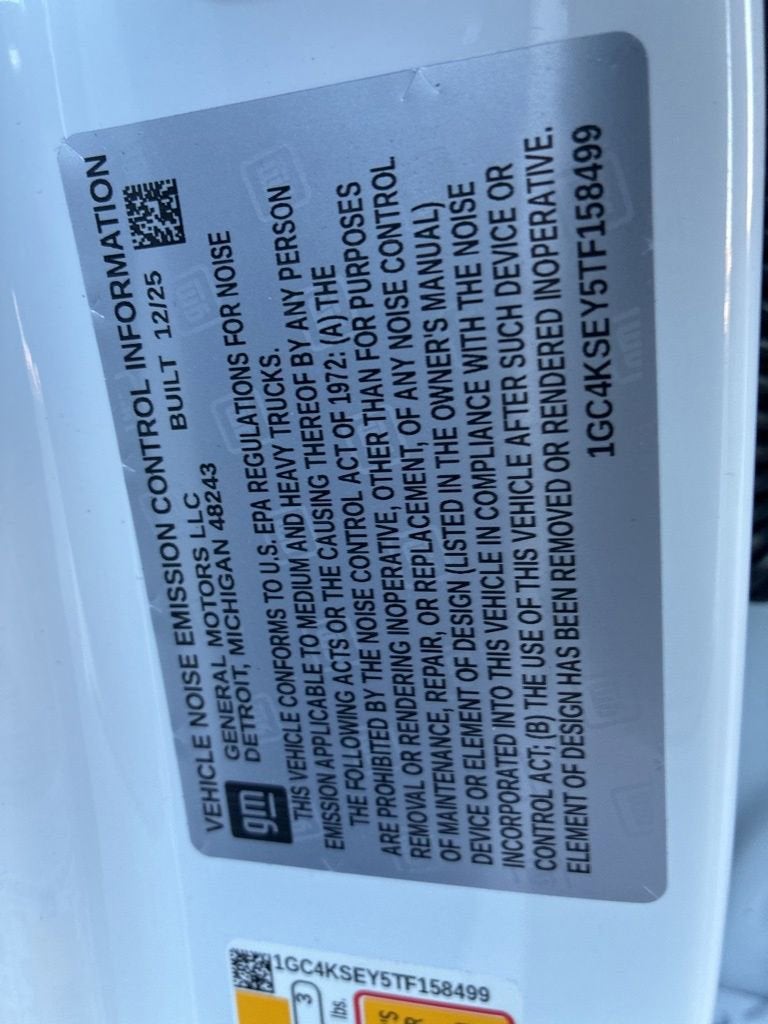 VEHICLE NOISE EMISSION CONTROL INFORMATION
GENERAL MOTORS LLC BUILT 12/25
DETROIT, MICHIGAN 48243
gm
THIS VEHICLE CONFORMS TO U.S. EPA REGULATIONS FOR NOISE
EMISSION APPLICABLE TO MEDIUM AND HEAVY TRUCKS.
THE FOLLOWING ACTS OR THE CAUSING THEREOF BY ANY PERSON
ARE PROHIBITED BY THE NOISE CONTROL ACT OF 1972: (A) THE
REMOVAL OR RENDERING INOPERATIVE, OTHER THAN FOR PURPOSES
OF MAINTENANCE, REPAIR, OR REPLACEMENT, OF ANY NOISE CONTROL
DEVICE OR ELEMENT OF DESIGN (LISTED IN THE OWNER'S MANUAL)
INCORPORATED INTO THIS VEHICLE IN COMPLIANCE WITH THE NOISE
CONTROL ACT; (B) THE USE OF THIS VEHICLE AFTER SUCH DEVICE OR
ELEMENT OF DESIGN HAS BEEN REMOVED OR RENDERED INOPERATIVE.
1GC4KSEY5TF158499
1GC4KSEY5TF158499
3
lbs.